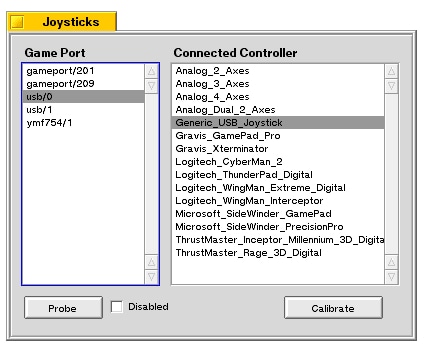 Joysticks
Game Port
gameport/201
gameport/209
usb/0
usb/1
ymf754/1
Connected Controller
Analog_2_Axes
Analog_3_Axes
Analog_4_Axes
Analog_Dual_2_Axes
Generic_USB_Joystick
Gravis_GamePad_Pro
Gravis_Xterminator
Logitech_CyberMan_2
Logitech_ThunderPad_Digital
Logitech_WingMan_Extreme_Digital
Logitech_WingMan_Interceptor
Microsoft_SideWinder_GamePad
Microsoft_SideWinder_PrecisionPro
ThrustMaster_Inceptor_Millennium_3D_Digita
ThrustMaster_Rage_3D_Digital
Probe
Disabled
Calibrate